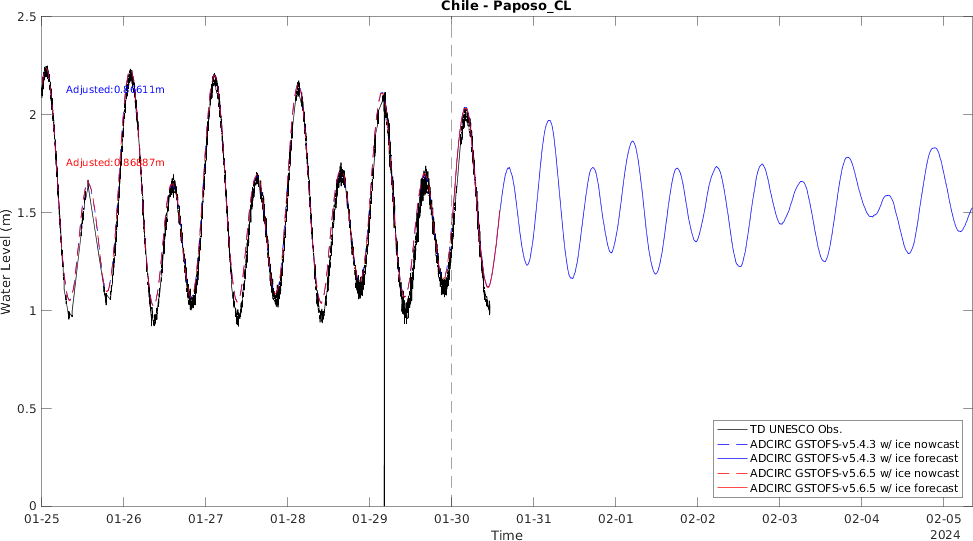 Chile - Paposo_CL
2.5
2
1.5
1
0.5
0
Water Level (m)
Adjusted:0.86611m
Adjusted:0.86887m
TD UNESCO Obs.
ADCIRC GSTOFS-v5.4.3 w/ ice nowcast
ADCIRC GSTOFS-v5.4.3 w/ ice forecast
ADCIRC GSTOFS-v5.6.5 w/ ice nowcast
ADCIRC GSTOFS-v5.6.5 w/ ice forecast
01-25 01-26 01-27 01-28 01-29 01-30 01-31 02-01 02-02 02-03 02-04 02-05
Time
2024